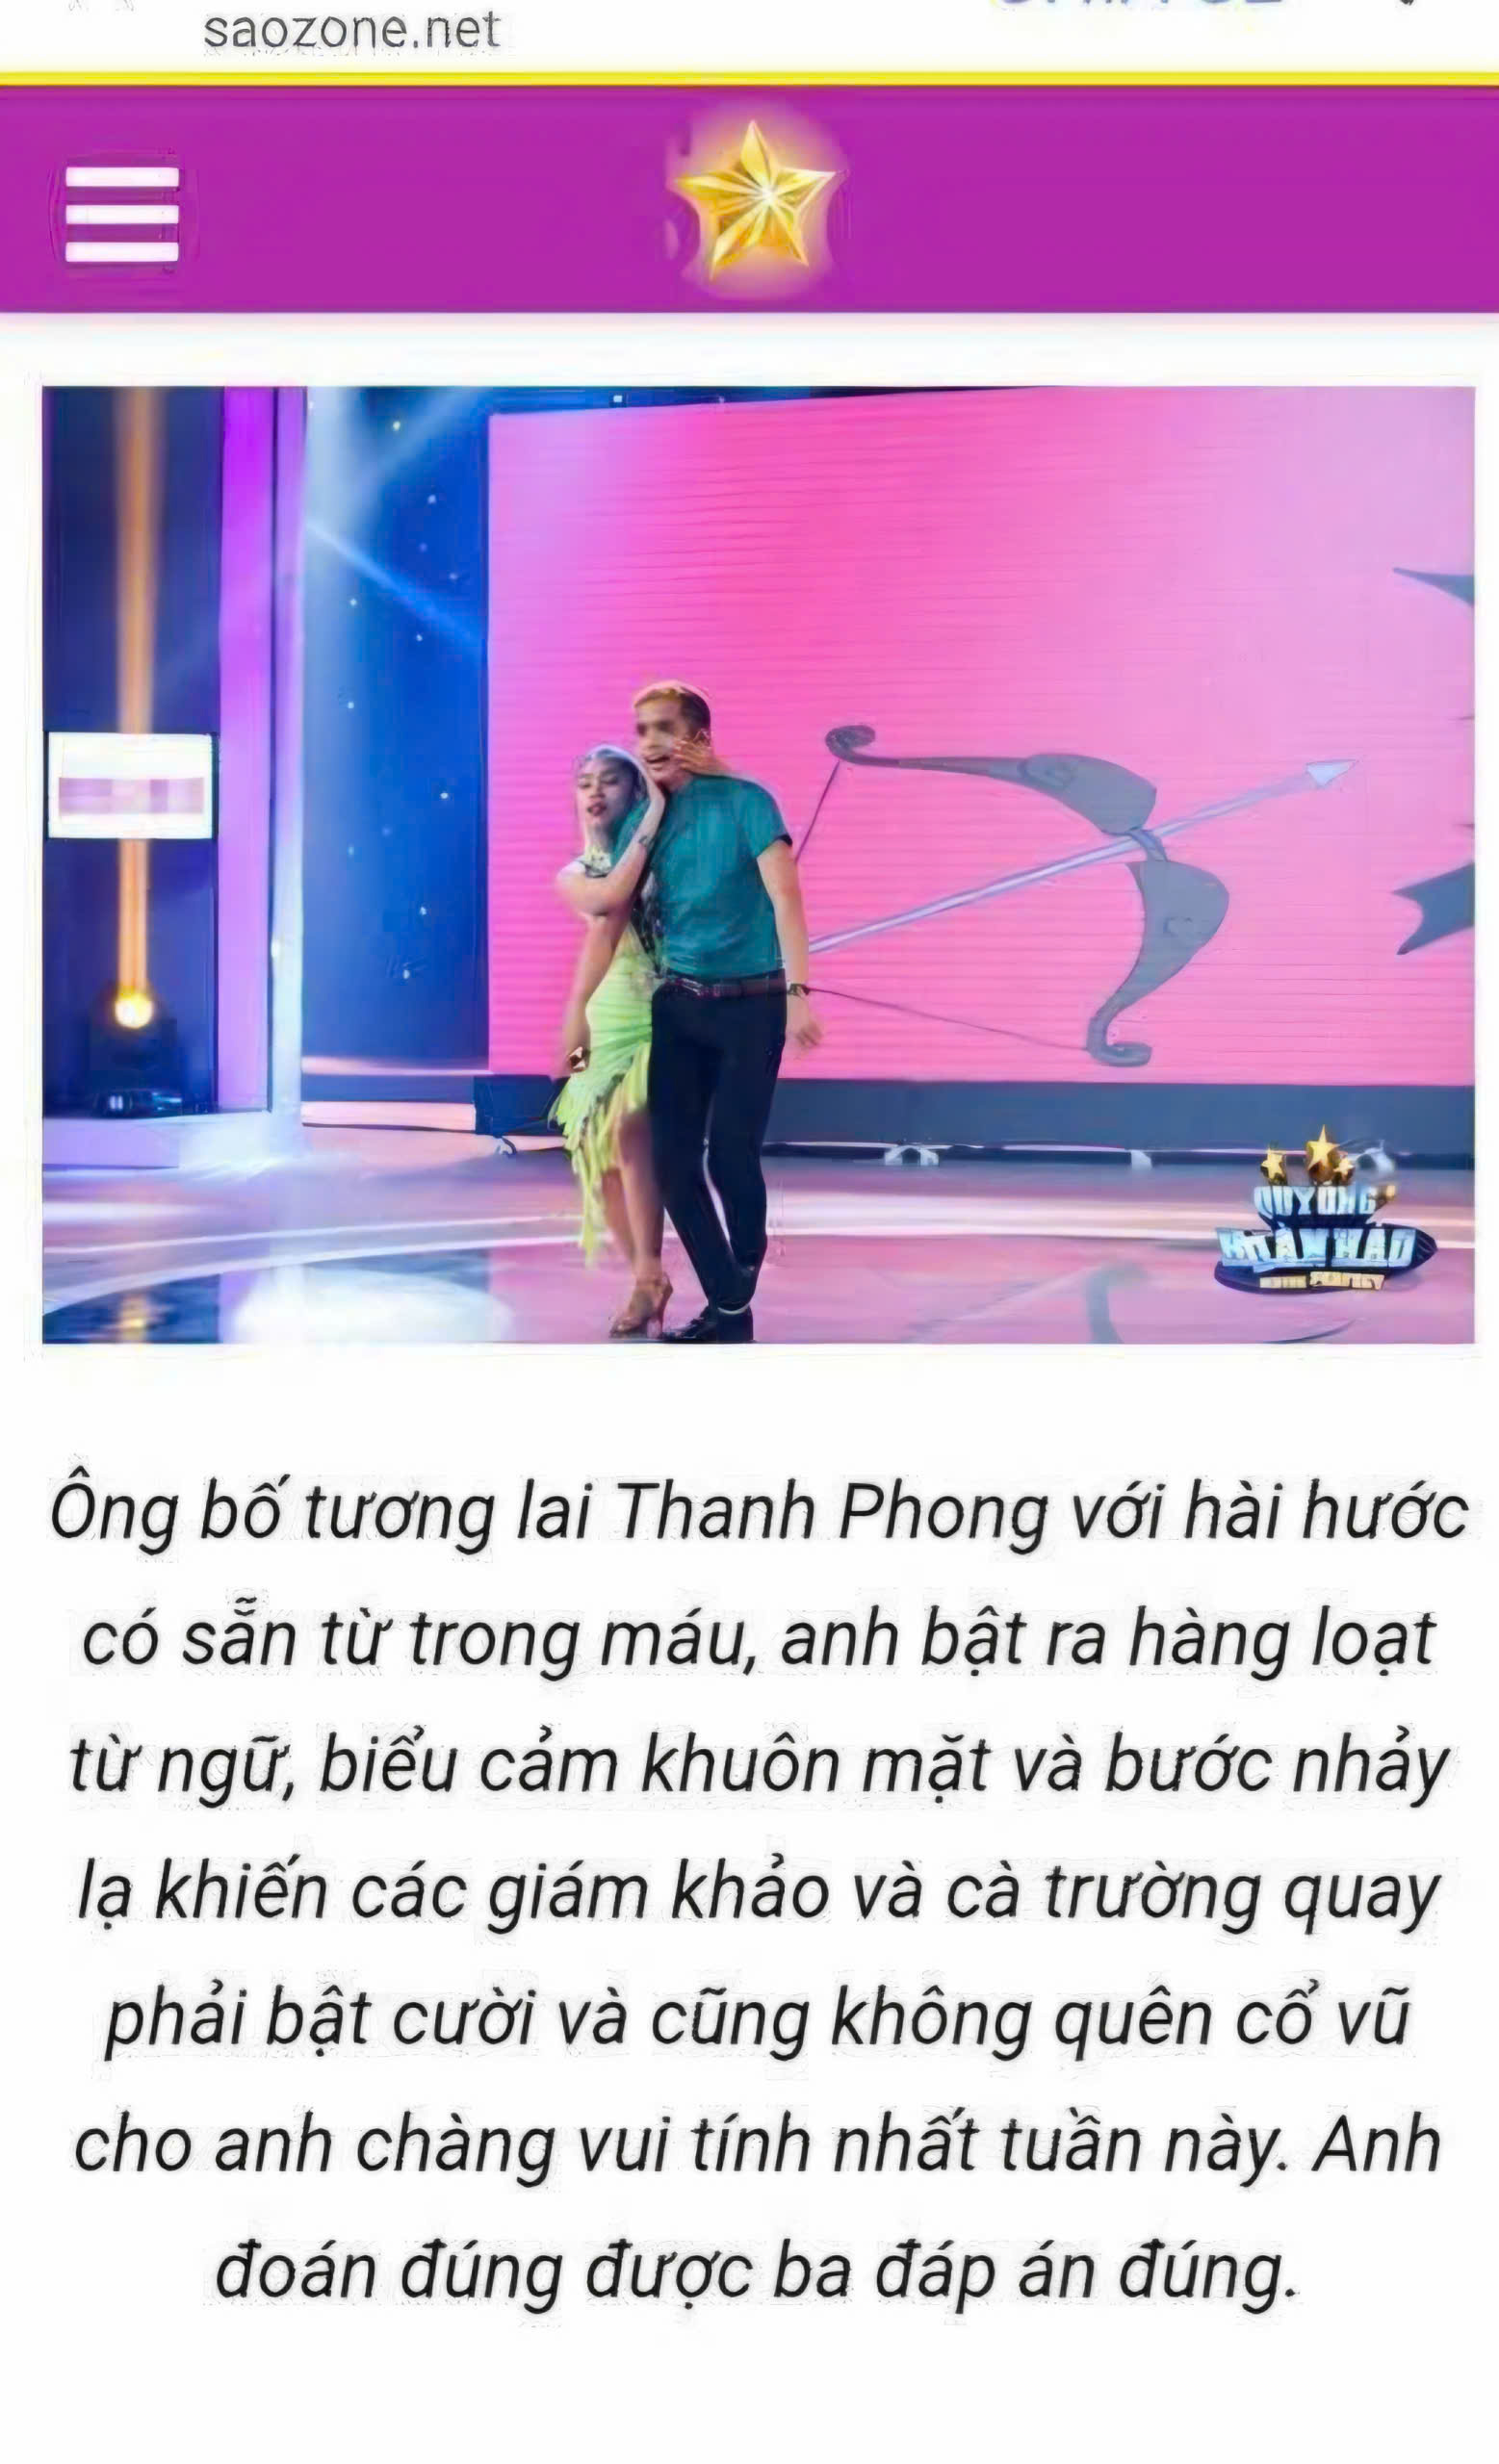 saozone.net
Ông bố tương lai Thanh Phong với hài hước
có sẵn từ trong máu, anh bật ra hàng loạt
từ ngữ, biểu cảm khuôn mặt và bước nhảy
lạ khiến các giám khảo và cà trường quay
phải bật cười và cũng không quên cổ vũ
cho anh chàng vui tính nhất tuần này. Anh
đoán đúng được ba đáp án đúng.